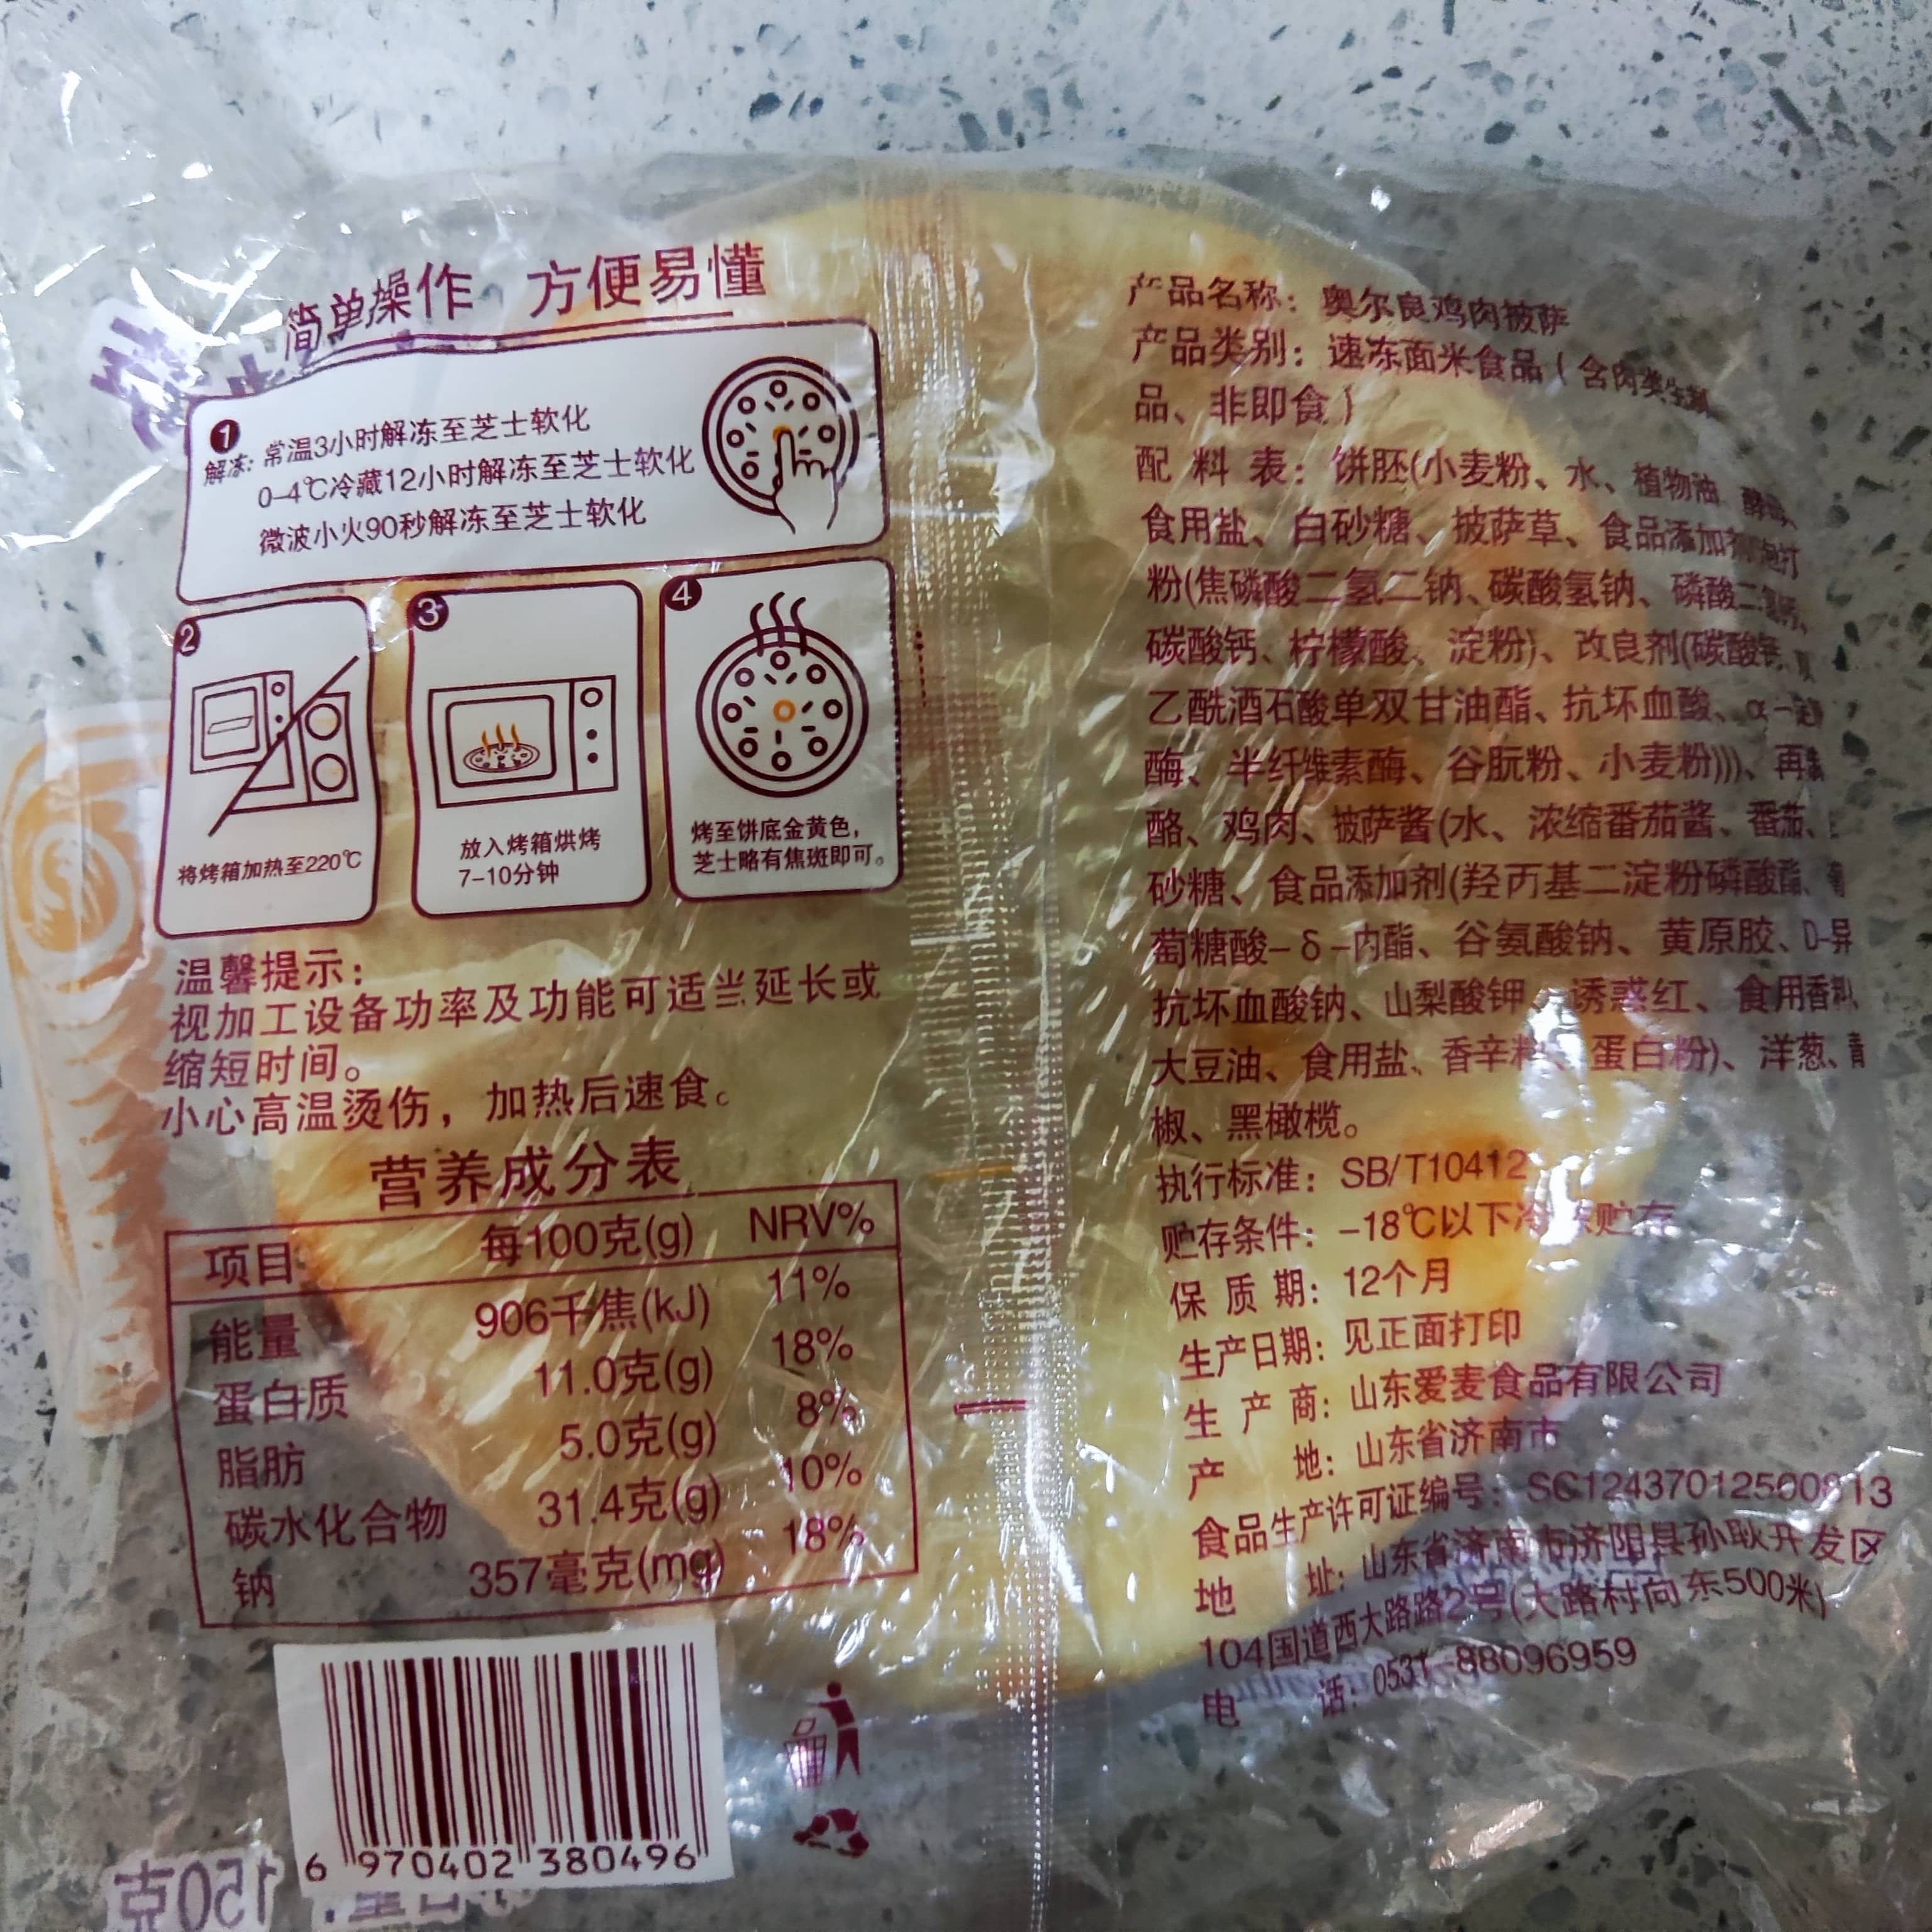 简单操作 方便易懂
1
解冻: 常温3小时解冻至芝士软化
0-4℃冷藏12小时解冻至芝士软化
微波小火90秒解冻至芝士软化
2
将烤箱加热至220℃
3
放入烤箱烘烤
7-10分钟
4
烤至饼底金黄色，
芝士略有焦斑即可。
温馨提示：
视加工设备功率及功能可适当延长或
缩短时间。
小心高温烫伤，加热后速食。
营养成分表
项目 每100克(g) NRV%
能量 906千焦(kJ) 11%
蛋白质 11.0克(g) 18%
脂肪 5.0克(g) 8%
碳水化合物 31.4克(g) 10%
钠 357毫克(mg) 18%
6 970402 380496
150克
产品名称：奥尔良鸡肉披萨
产品类别：速冻面米食品（含肉类生制
品、非即食）
配 料 表：饼胚(小麦粉、水、植物油、酵母、
食用盐、白砂糖、披萨草、食品添加剂(泡打
粉(焦磷酸二氢二钠、碳酸氢钠、磷酸二氢钙、
碳酸钙、柠檬酸、淀粉)、改良剂(碳酸钙、双
乙酰酒石酸单双甘油酯、抗坏血酸、α-淀
酶、半纤维素酶、谷朊粉、小麦粉)))、再制
酪、鸡肉、披萨酱(水、浓缩番茄酱、番茄、
砂糖、食品添加剂(羟丙基二淀粉磷酸酯、葡
萄糖酸-δ-内酯、谷氨酸钠、黄原胶、D-异
抗坏血酸钠、山梨酸钾、诱惑红、食用香料、
大豆油、食用盐、香辛料、蛋白粉)、洋葱、青
椒、黑橄榄。
执行标准：SB/T10412
贮存条件：-18℃以下冷冻贮存
保 质 期：12个月
生产日期：见正面打印
生 产 商：山东爱麦食品有限公司
产 地：山东省济南市
食品生产许可证编号：SC12437012500813
地 址：山东省济南市济阳县孙耿开发区
104国道西大路路2号(大路村向东500米)
电 话：0531-88096959